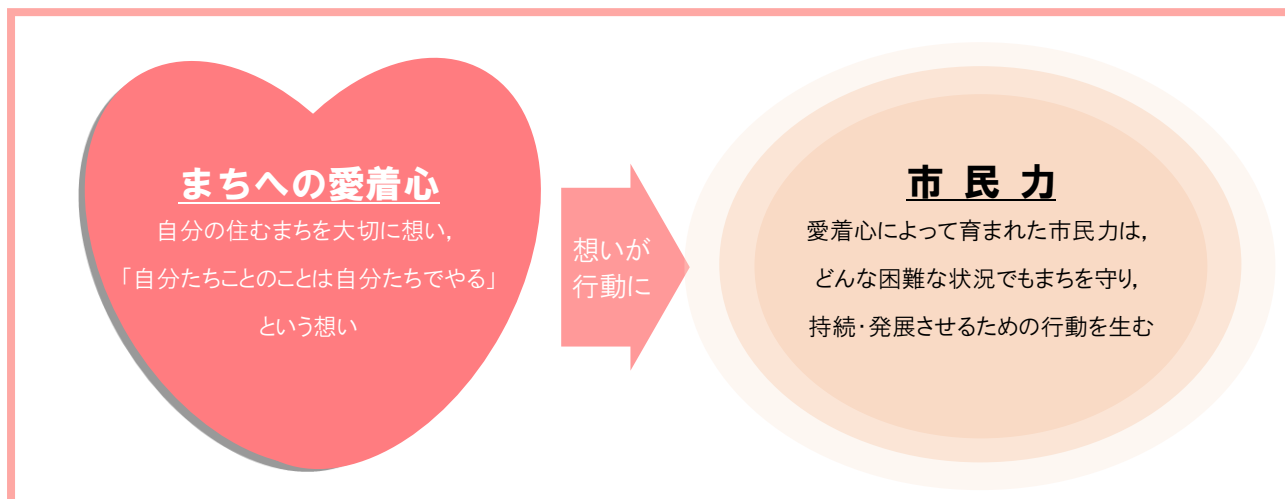 まちへの愛着心
自分の住むまちを大切に想い，
「自分たちことのことは自分たちでやる」
という想い
想いが
行動に
市 民 力
愛着心によって育まれた市民力は，
どんな困難な状況でもまちを守り，
持続・発展させるための行動を生む